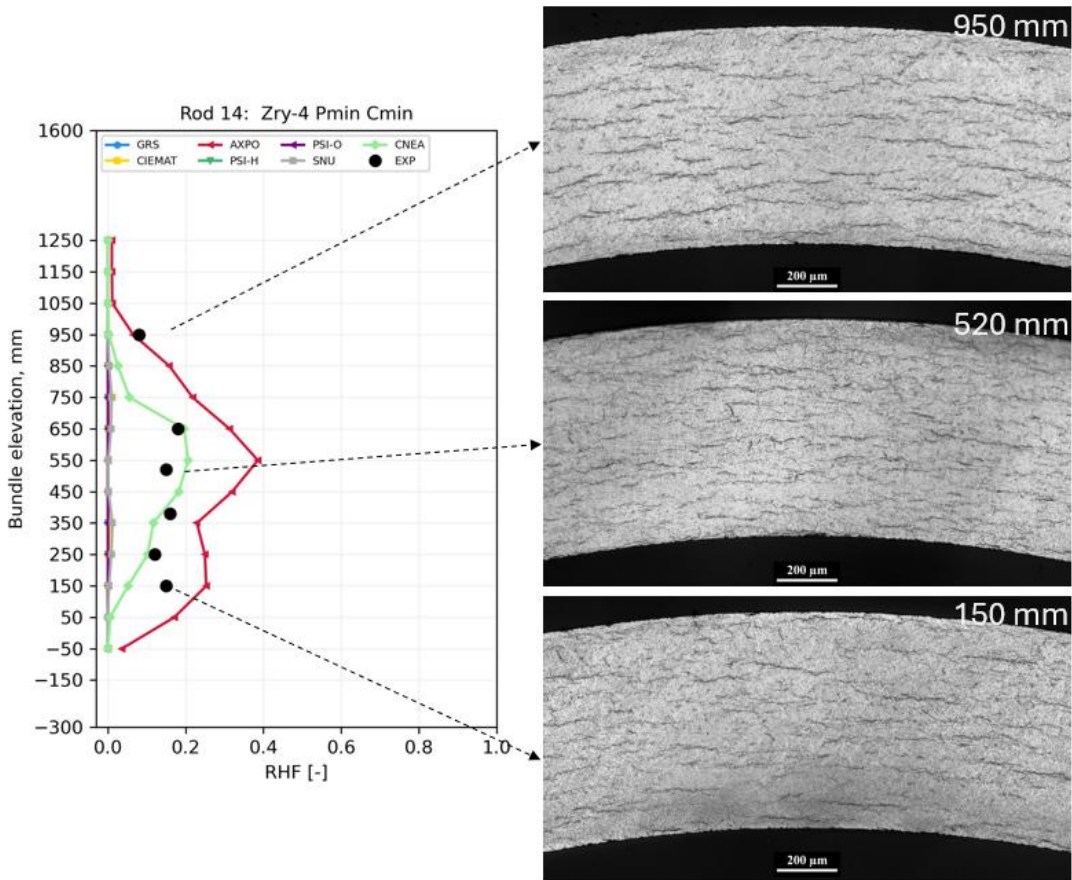 Rod 14: Zry-4 Pmin Cmin
GRS
CIEMAT
AXPO
PSI-H
PSI-O
SNU
CNEA
EXP
Bundle elevation, mm
1600
1250
1150
1050
950
850
750
650
550
450
350
250
150
50
−50
−150
−300
0.0 0.2 0.4 0.6 0.8 1.0
RHF [-]
950 mm
200 µm
520 mm
200 µm
150 mm
200 µm